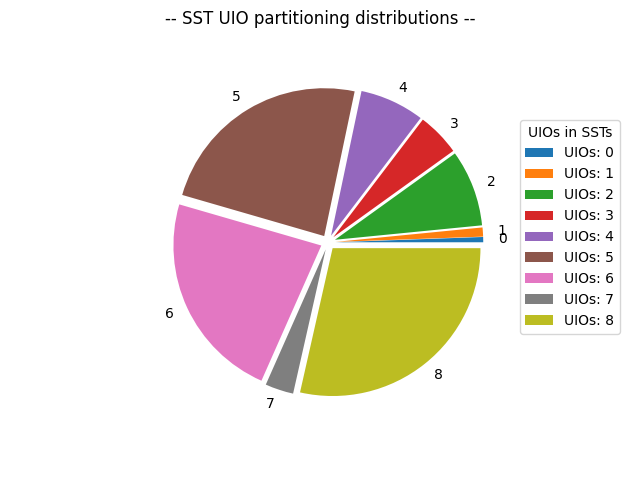 -- SST UIO partitioning distributions --
5
4
3
2
1
0
6
7
8
UIOs in SSTs
UIOs: 0
UIOs: 1
UIOs: 2
UIOs: 3
UIOs: 4
UIOs: 5
UIOs: 6
UIOs: 7
UIOs: 8